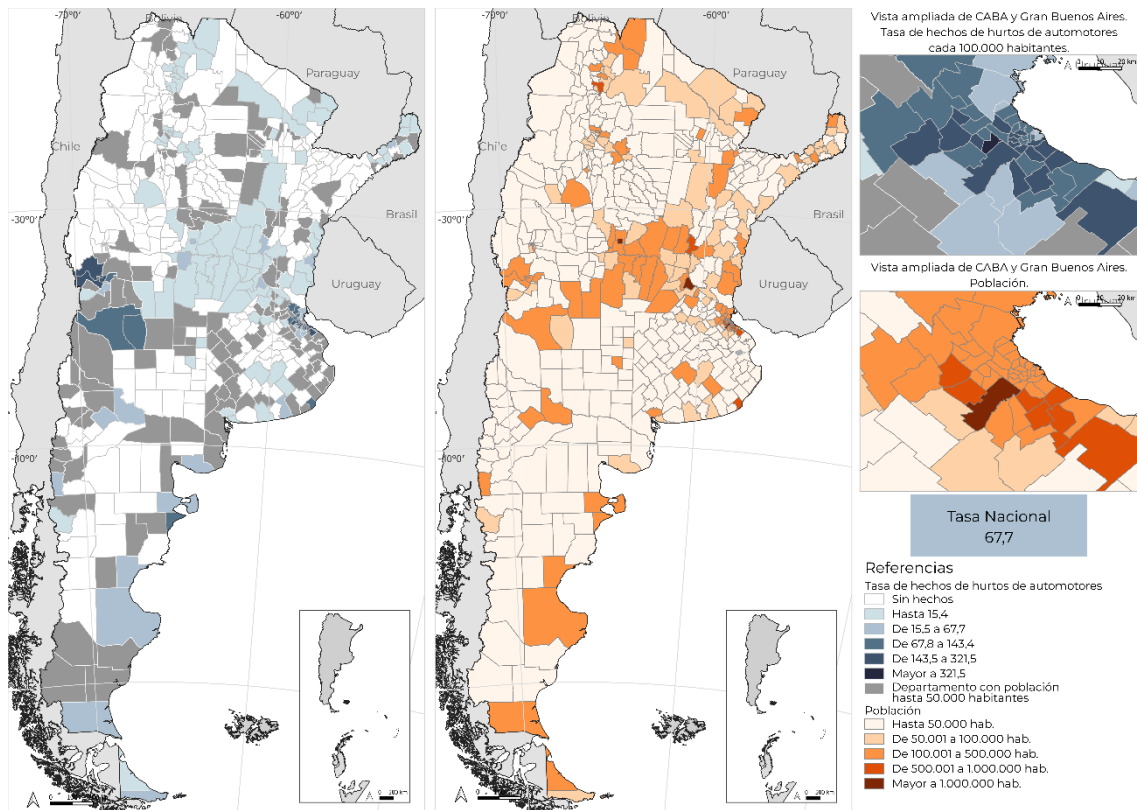 -70°0'
Bolivia
-60°0'
Paraguay
Chile
-30°0'
Brasil
Uruguay
-70°0'
Bolivia
-60°0'
Paraguay
Chile
-30°0'
Brasil
Uruguay
Vista ampliada de CABA y Gran Buenos Aires.
Tasa de hechos de hurtos de automotores
cada 100.000 habitantes.
Vista ampliada de CABA y Gran Buenos Aires.
Población.
Tasa Nacional
67,7
Referencias
Tasa de hechos de hurtos de automotores
Sin hechos
Hasta 15,4
De 15,5 a 67,7
De 67,8 a 143,4
De 143,5 a 321,5
Mayor a 321,5
Departamento con población
hasta 50.000 habitantes
Población
Hasta 50.000 hab.
De 50.001 a 100.000 hab.
De 100.001 a 500.000 hab.
De 500.001 a 1.000.000 hab.
Mayor a 1.000.000 hab.